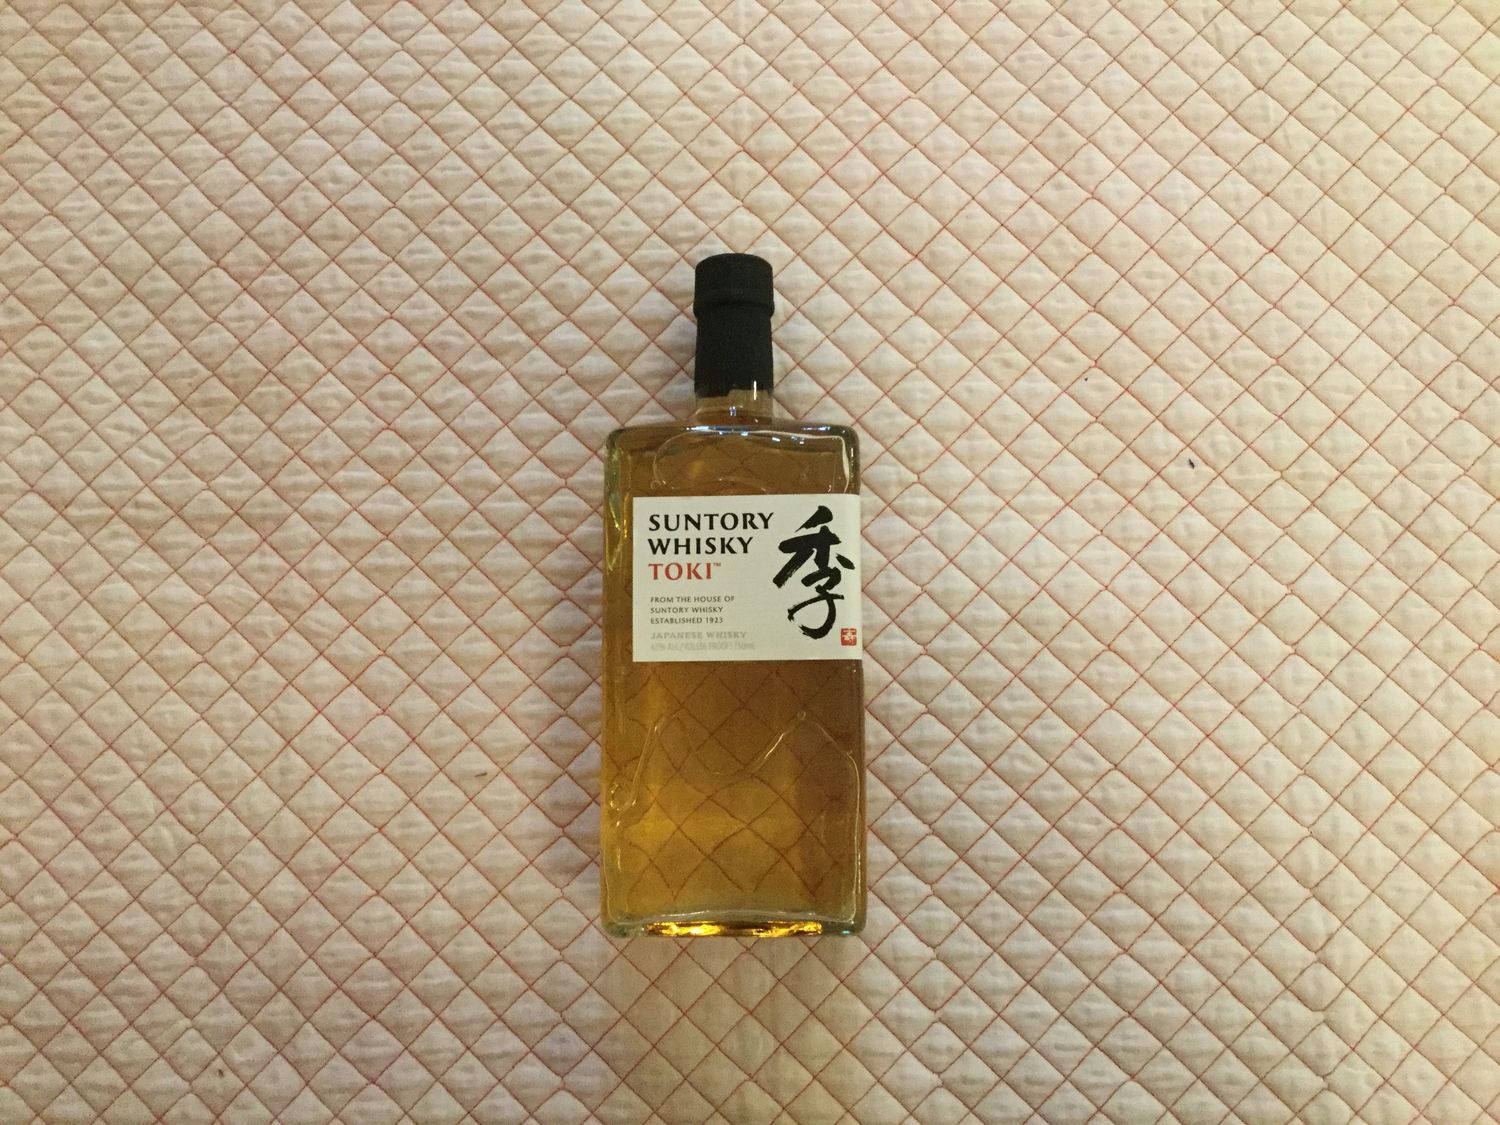 SUNTORY
WHISKY
TOKI™
FROM THE HOUSE OF
SUNTORY WHISKY
ESTABLISHED 1923
JAPANESE WHISKY
季